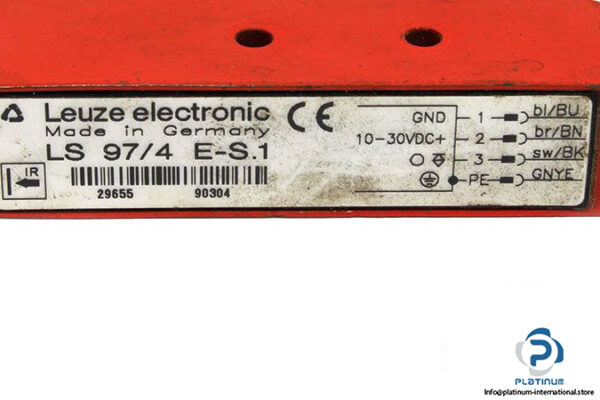 Leuze electronic CE
Made in Germany
LS 97/4 E-S.1
IR
29655 90304
GND 1 bl/BU
10-30VDC+ 2 br/BN
3 sw/BK
PE GNYE
PLATINUM
info@platinum-international.store